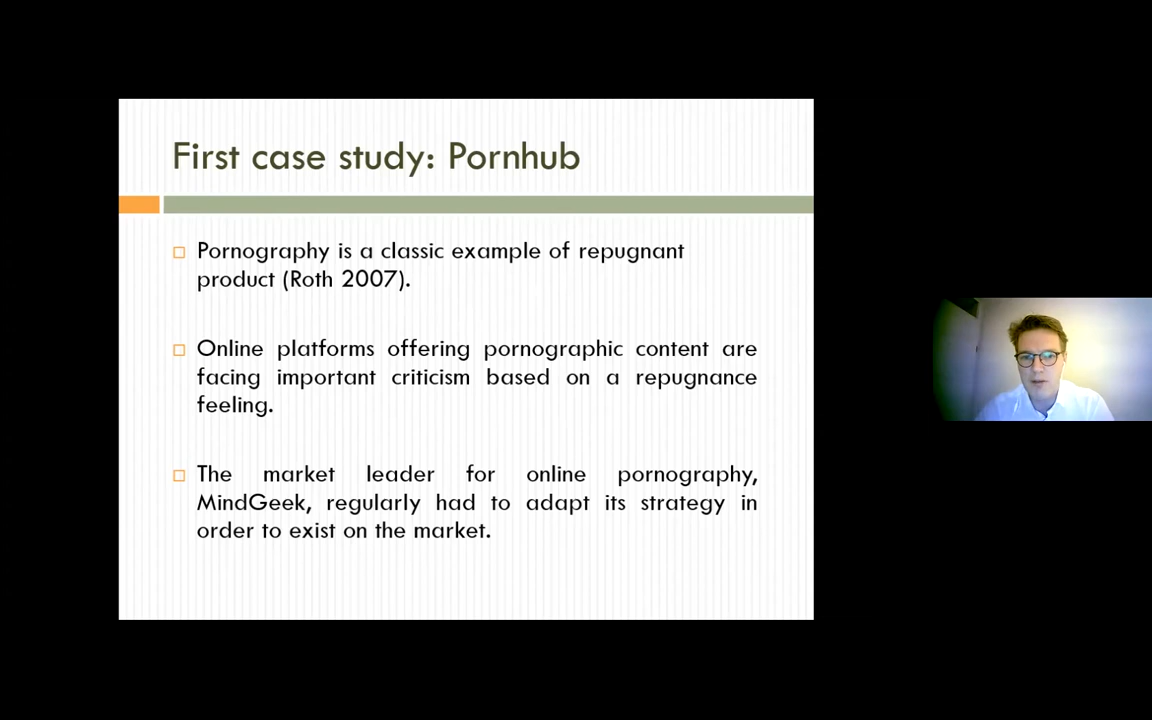 First case study: Pornhub
Pornography is a classic example of repugnant
product (Roth 2007).
Online platforms offering pornographic content are
facing important criticism based on a repugnance
feeling.
The market leader for online pornography,
MindGeek, regularly had to adapt its strategy in
order to exist on the market.